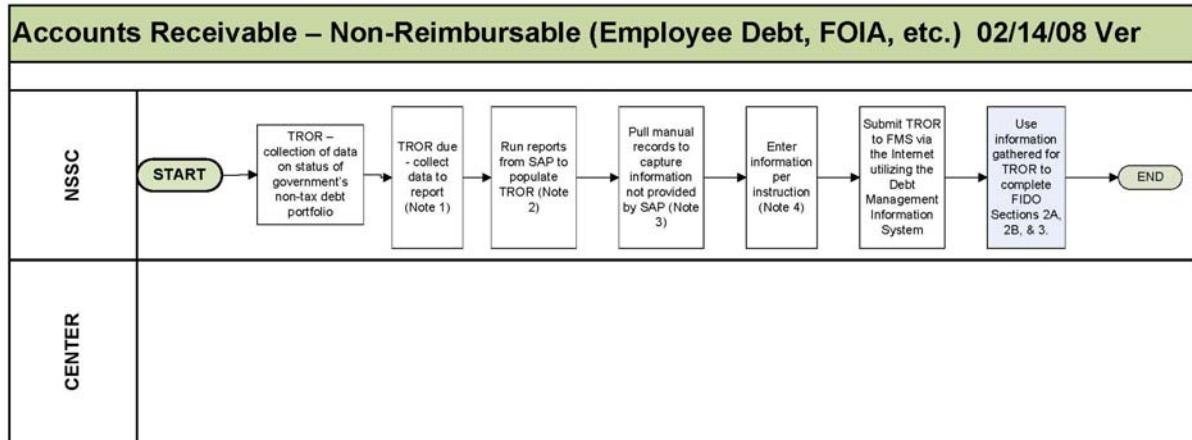 Accounts Receivable – Non-Reimbursable (Employee Debt, FOIA, etc.) 02/14/08 Ver
NSSC
START
TROR –
collection of data
on status of
government's
non-tax debt
portfolio
TROR due
- collect
data to
report
(Note 1)
Run reports
from SAP to
populate
TROR (Note
2)
Pull manual
records to
capture
information
not provided
by SAP (Note
3)
Enter
information
per
instruction
(Note 4)
Submit TROR
to FMS via
the Internet
utilizing the
Debt
Management
Information
System
Use
information
gathered for
TROR to
complete
FIDO
Sections 2A,
2B, & 3.
END
CENTER